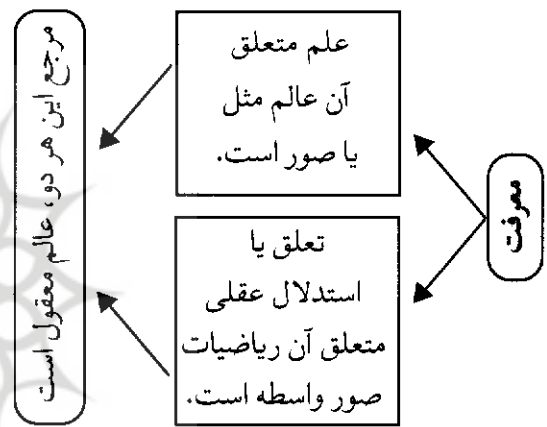 معرفت
علم متعلق
آن عالم مثل
یا صور است.
تعلق یا
استدلال عقلی
متعلق آن ریاضیات
صور واسطه است.
مرجع این هر دو، عالم معقول است